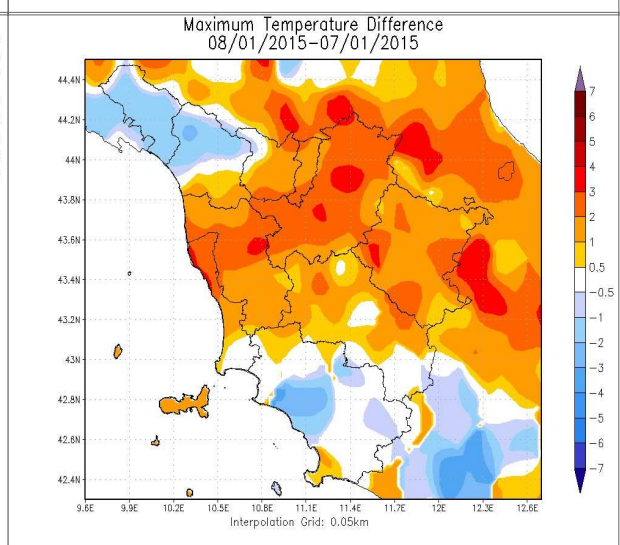 Maximum Temperature Difference
08/01/2015-07/01/2015
44.4N
44.2N
44N
43.8N
43.6N
43.4N
43.2N
43N
42.8N
42.6N
42.4N
9.6E 9.9E 10.2E 10.5E 10.8E 11.1E 11.4E 11.7E 12E 12.3E 12.6E
Interpolation Grid: 0.05km
7
6
5
4
3
2
1
0.5
-0.5
-1
-2
-3
-4
-5
-6
-7